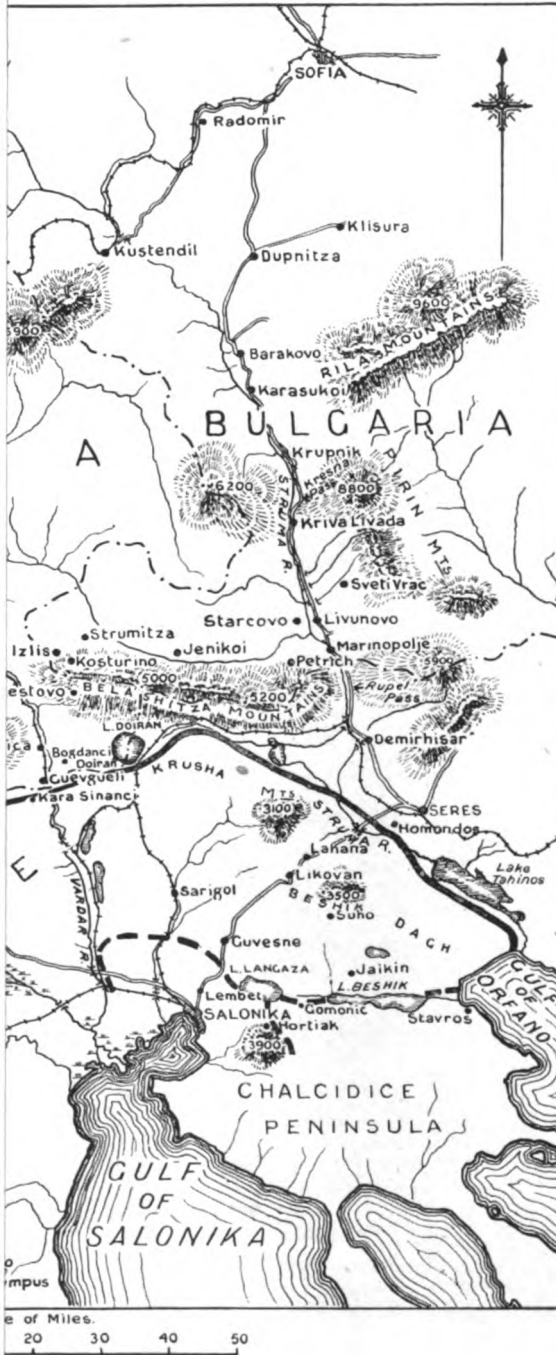 SOFIA
Radomir
Klisura
Kustendil
Dupnitza
9600
RILA MOUNTAINS
900
Barakovo
Karasukoi
BULGARIA
A
Krupnik
Kresna
Pass
PIRIN MTS
6200
8800
STRUMA R.
Kriva Livada
Sveti Vrac
Starcovo
Livunovo
Strumitza
Izlis
Jenikoi
Marinopolje
Kosturino
Petrich
5900
5000
estovo
BELASHITZA MOUNTAINS
5200
Rupel
Pass
L. DOIRAN
ica
Bogdanci
Doiran
Demirhisar
Guevgueli
KRUSHA
Kara Sinanci
MTS
3100
STRUMA R.
SERES
Homondos
E
Lahana
Lake
Tahinos
Likovan
VARDAR R.
Sarigol
BESHIK
3500
Suho
DAGH
Guvesne
L. LANGAZA
Jaikin
GULF
OF
ORFANO
Lembet
L. BESHIK
SALONIKA
Gomonic
Stavros
Hortiak
3900
CHALCIDICE
PENINSULA
GULF
OF
SALONIKA
mpus
e of Miles.
20 30 40 50